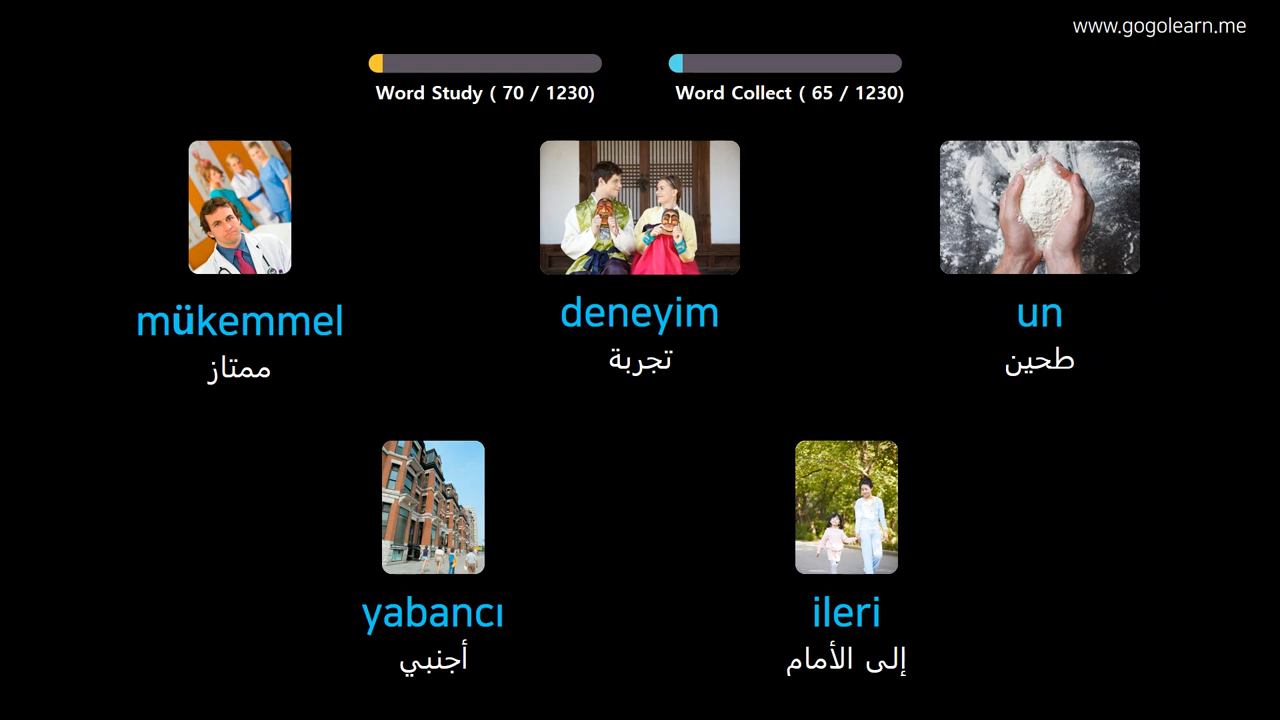 www.gogolearn.me
Word Study ( 70 / 1230)
Word Collect ( 65 / 1230)
mükemmel
ممتاز
deneyim
تجربة
un
طحين
yabancı
أجنبي
ileri
إلى الأمام